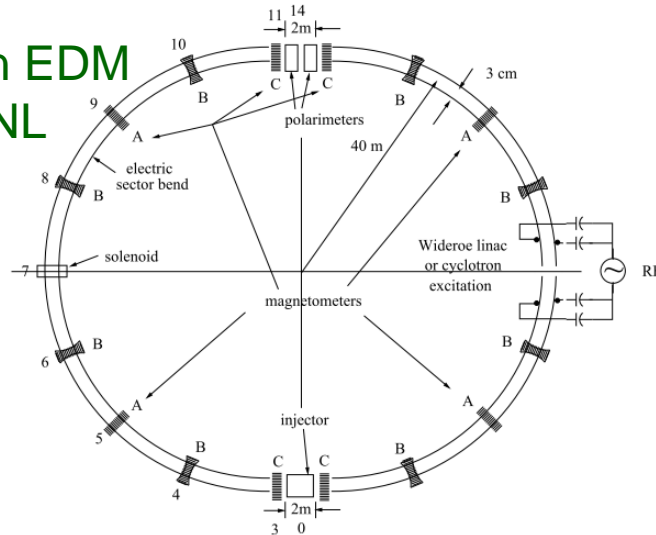 n EDM
NL
11 14
2m
10
B
C
C
polarimeters
B
3 cm
9
A
A
40 m
electric
sector bend
8
B
B
solenoid
7
Wideroe linac
or cyclotron
excitation
RI
magnetometers
6
B
B
A
A
5
injector
B
B
4
C
C
2m
3 0